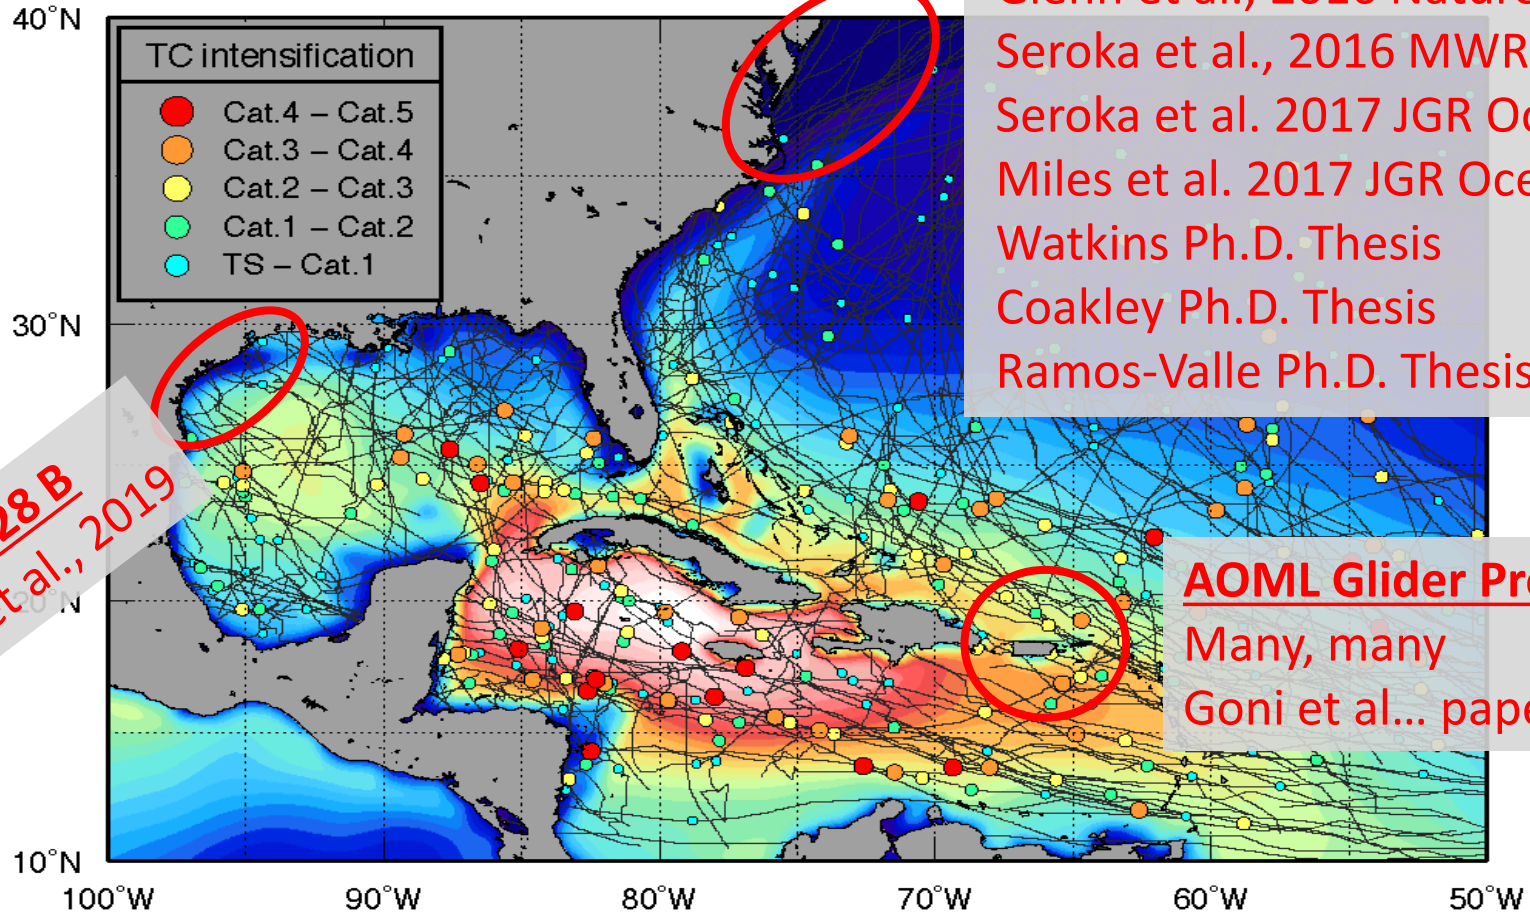 40°N
TC intensification
Cat.4 – Cat.5
Cat.3 – Cat.4
Cat.2 – Cat.3
Cat.1 – Cat.2
TS – Cat.1
Seroka et al., 2016 MWR
Seroka et al. 2017 JGR
Miles et al. 2017 JGR
Watkins Ph.D. Thesis
Coakley Ph.D. Thesis
Ramos-Valle Ph.D. Thesis
30°N
28 B
et al., 2019
20°N
AOML Glider
Many, many
Goni et al...
10°N
100°W 90°W 80°W 70°W 60°W 50°W